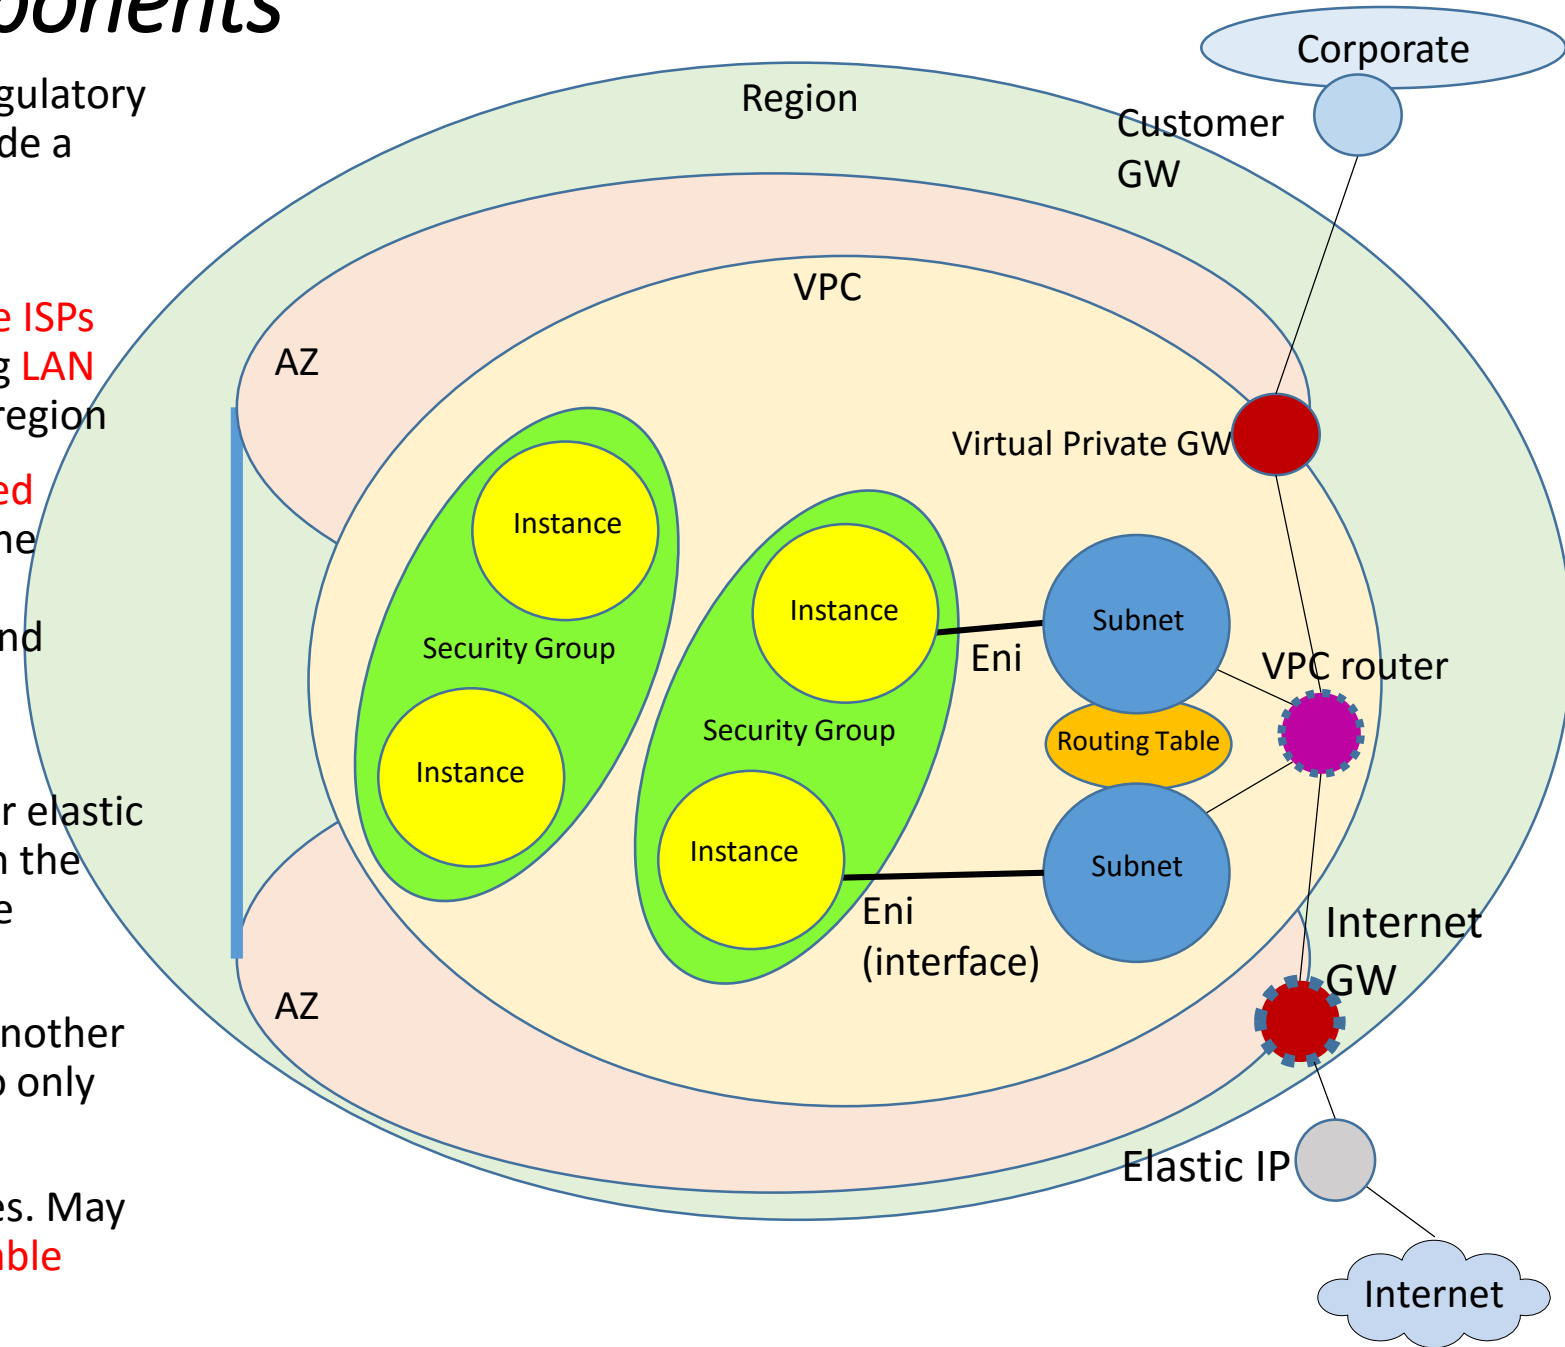 ponents
gulatory
de a
e ISPs
g LAN
region
ed
ne
nd
r elastic
n the
e
nother
o only
es. May
able
Corporate
Region
Customer
GW
VPC
AZ
Virtual Private GW
Instance
Instance
Subnet
Security Group
Eni
VPC router
Security Group
Routing Table
Instance
Instance
Subnet
Eni
(interface)
Internet
GW
AZ
Elastic IP
Internet